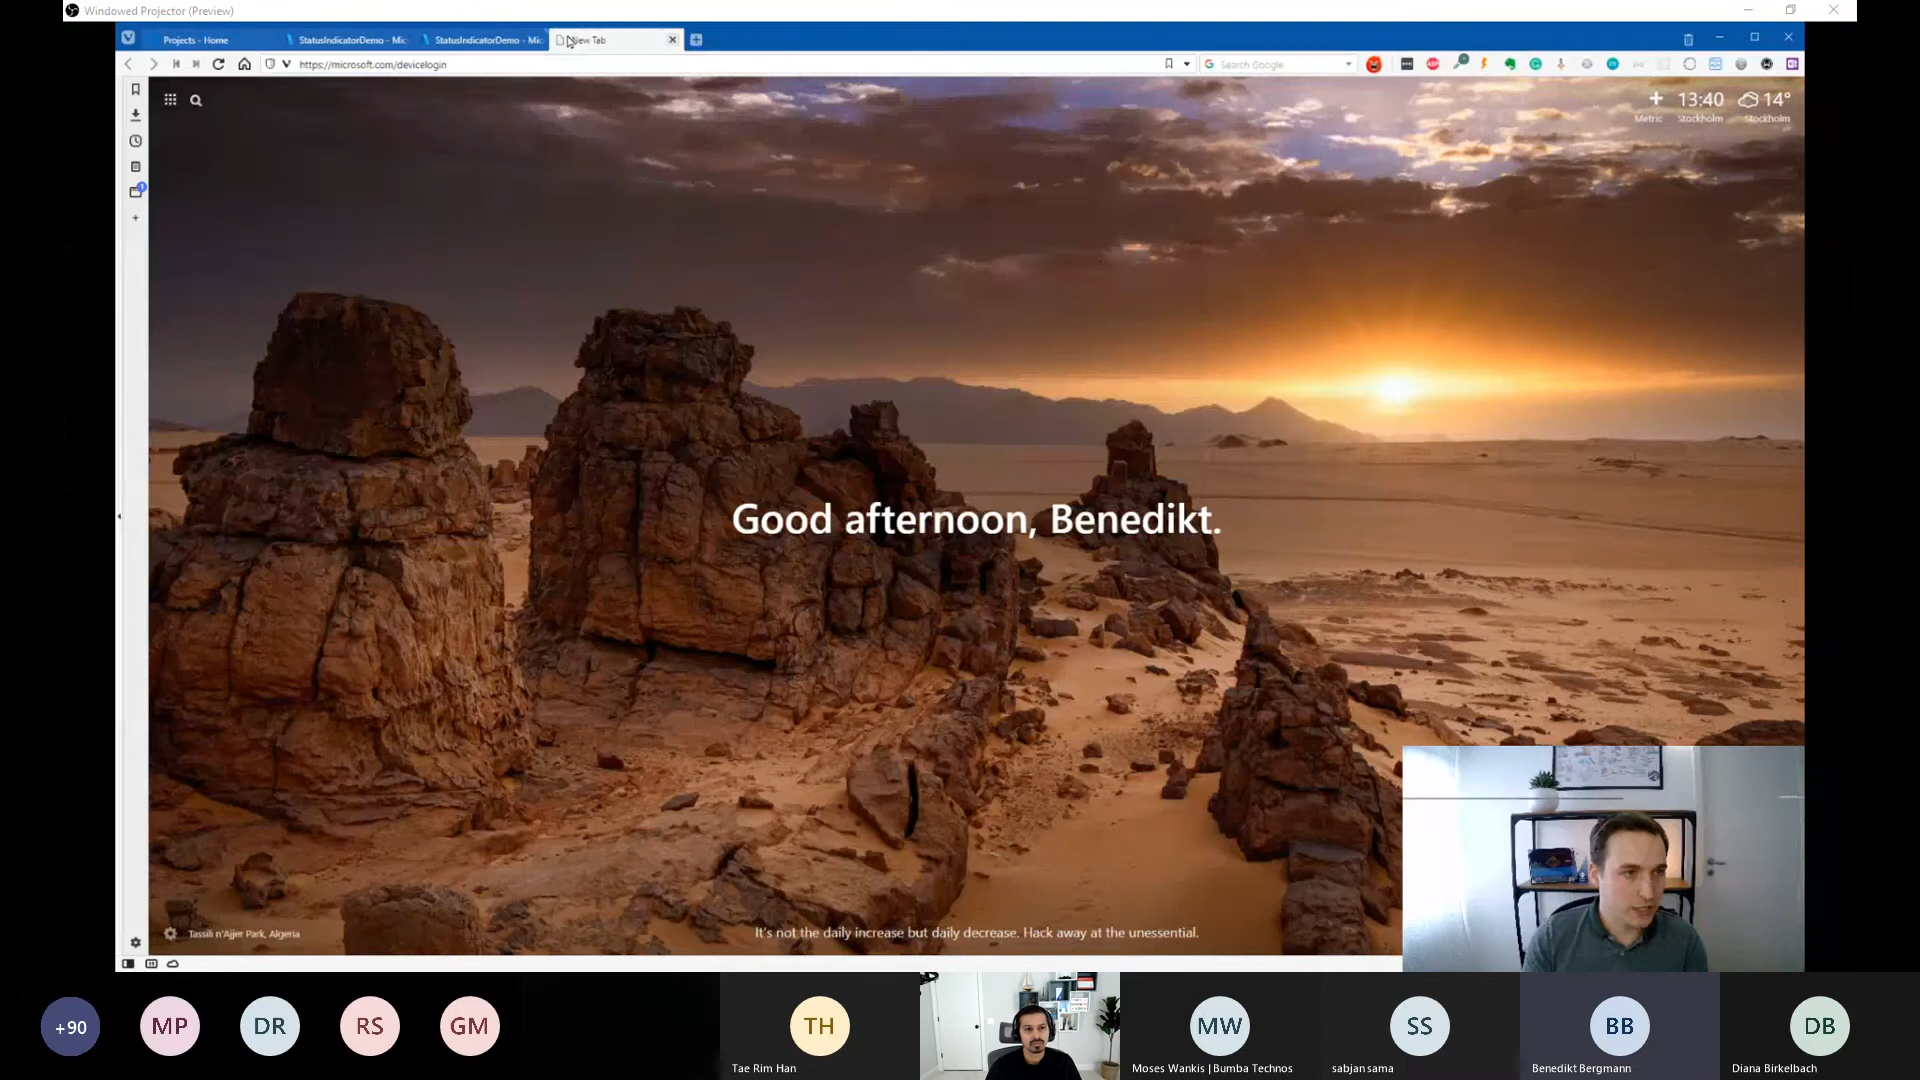 Windowed Projector (Preview)
Projects - Home
StatusIndicatorDemo - Mic
StatusIndicatorDemo - Mic
New Tab
https://microsoft.com/devicelogin
Search Google
13:40
14°
Metric
Stockholm
Stockholm
Good afternoon, Benedikt.
Tassili n'Ajjer Park, Algeria
It's not the daily increase but daily decrease. Hack away at the unessential.
+90
MP
DR
RS
GM
TH
MW
SS
BB
DB
Tae Rim Han
Moses Wankis | Bumba Technos
sabjan sama
Benedikt Bergmann
Diana Birkelbach